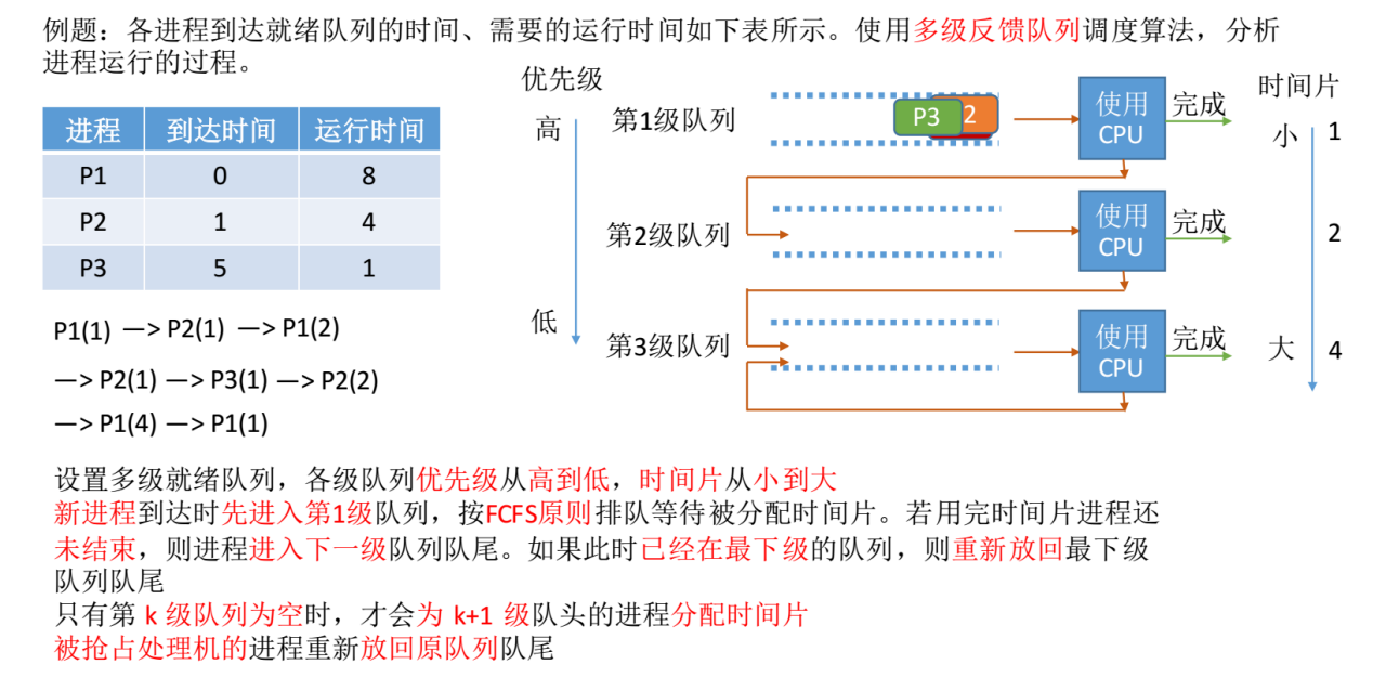 例题：各进程到达就绪队列的时间、需要的运行时间如下表所示。使用多级反馈队列调度算法，分析
进程运行的过程。
进程 到达时间 运行时间
P1 0 8
P2 1 4
P3 5 1
P1(1) —> P2(1) —> P1(2)
—> P2(1) —> P3(1) —> P2(2)
—> P1(4) —> P1(1)
优先级
高
低
第1级队列
P3 2
使用
CPU
完成
第2级队列
使用
CPU
完成
第3级队列
使用
CPU
完成
时间片
小 1
2
大 4
设置多级就绪队列，各级队列优先级从高到低，时间片从小到大
新进程到达时先进入第1级队列，按FCFS原则排队等待被分配时间片。若用完时间片进程还
未结束，则进程进入下一级队列队尾。如果此时已经在最下级的队列，则重新放回最下级
队列队尾
只有第 k 级队列为空时，才会为 k+1 级队头的进程分配时间片
被抢占处理机的进程重新放回原队列队尾